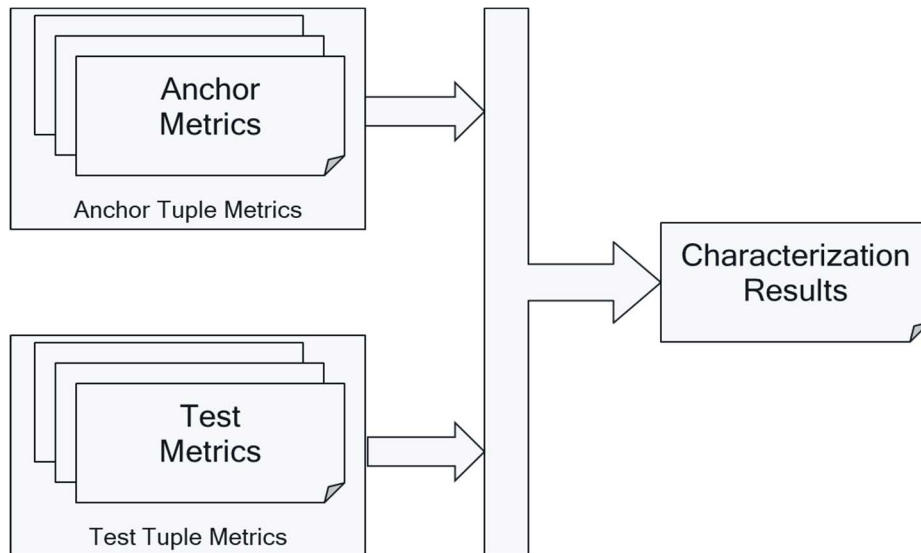 Anchor
Metrics
Anchor Tuple Metrics
Characterization
Results
Test
Metrics
Test Tuple Metrics